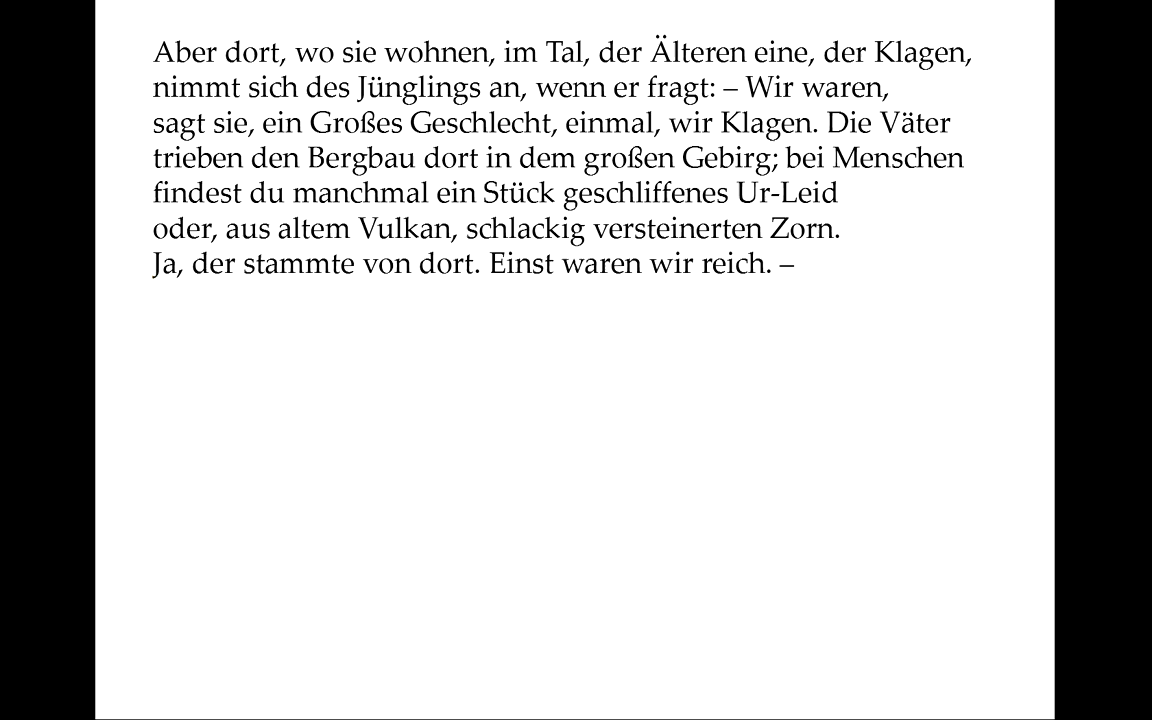 Aber dort, wo sie wohnen, im Tal, der Älteren eine, der Klagen,
nimmt sich des Jünglings an, wenn er fragt: – Wir waren,
sagt sie, ein Großes Geschlecht, einmal, wir Klagen. Die Väter
trieben den Bergbau dort in dem großen Gebirg; bei Menschen
findest du manchmal ein Stück geschliffenes Ur-Leid
oder, aus altem Vulkan, schlackig versteinerten Zorn.
Ja, der stammte von dort. Einst waren wir reich. –